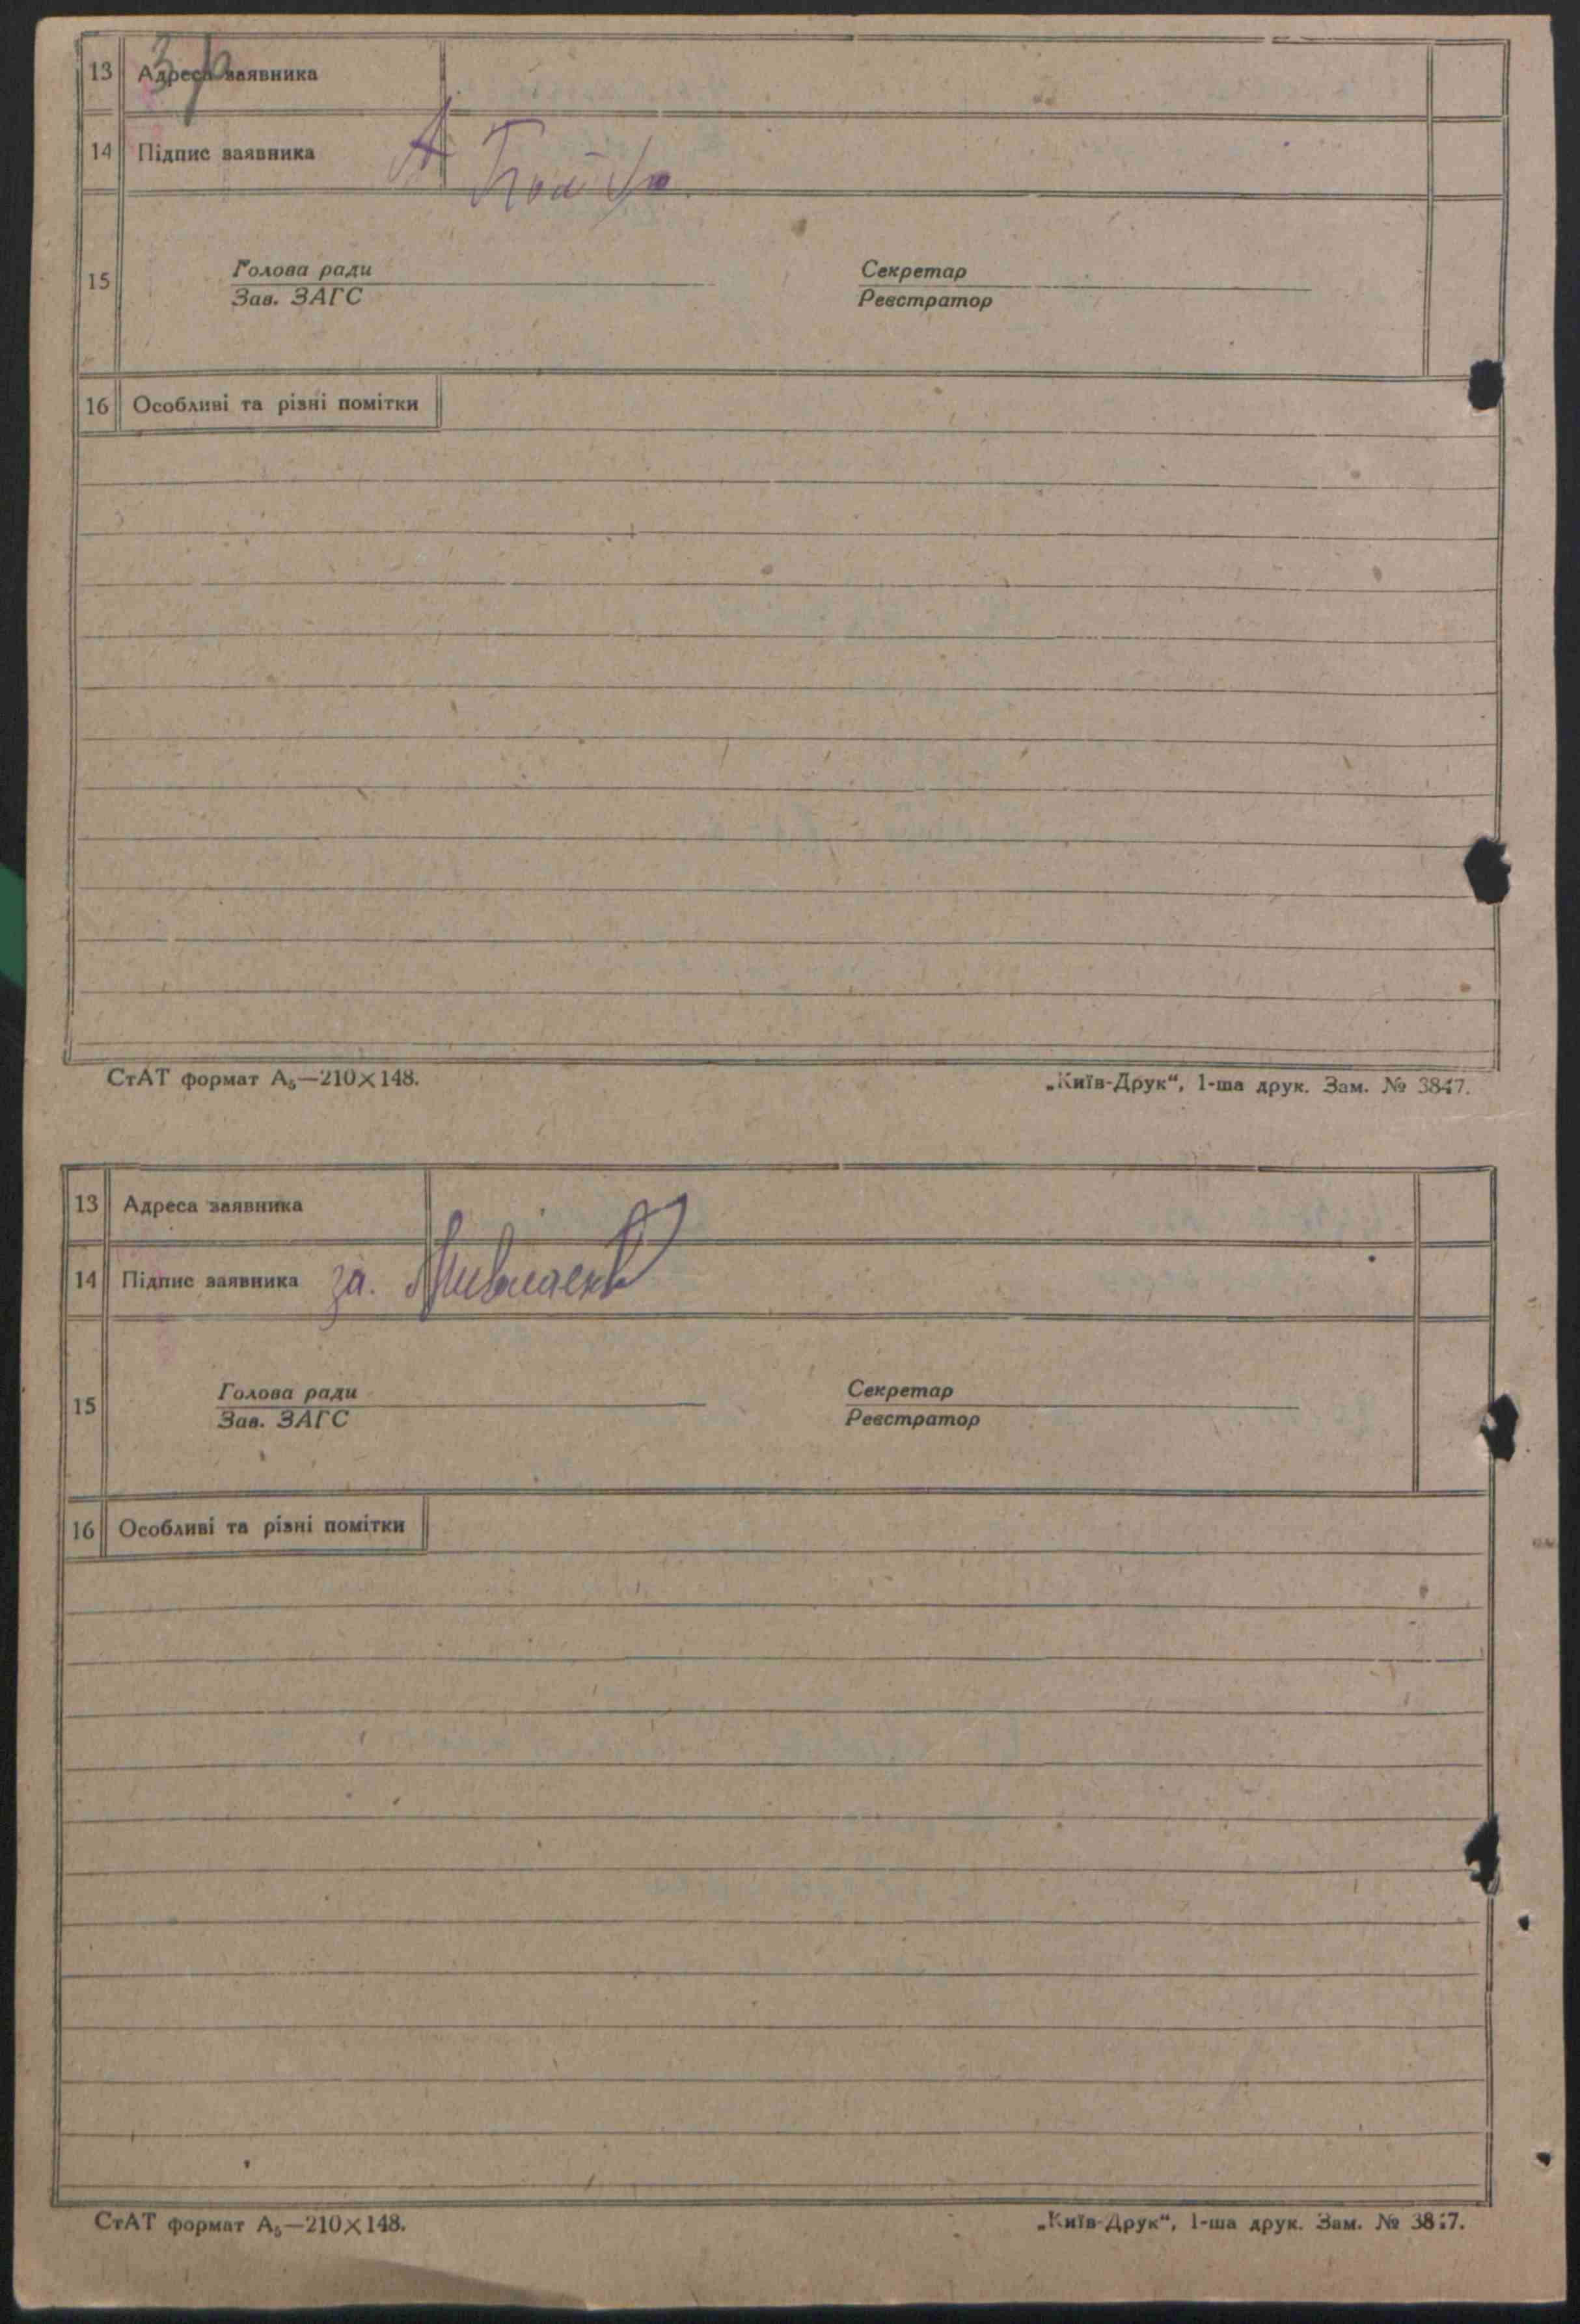 13 Адреса заявника
14 Підпис заявника А Бойко
15 Голова ради Секретар
Зав. ЗАГС Реєстратор
16 Особливі та різні помітки
СтАТ формат А₅—210×148. „Київ-Друк“, 1-ша друк. Зам. № 3847.
13 Адреса заявника
14 Підпис заявника за.
15 Голова ради Секретар
Зав. ЗАГС Реєстратор
16 Особливі та різні помітки
СтАТ формат А₅—210×148. „Київ-Друк“, 1-ша друк. Зам. № 3847.